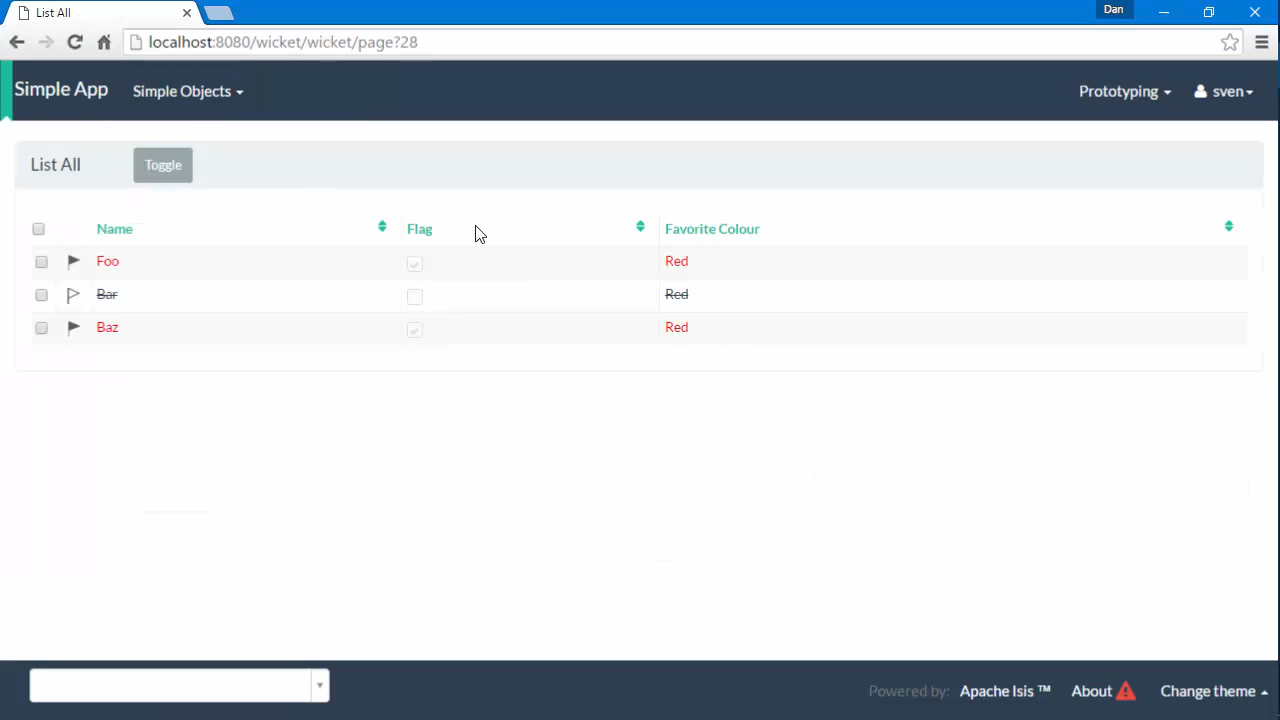 List All
Dan
localhost:8080/wicket/wicket/page?28
Simple App Simple Objects Prototyping sven
List All Toggle
Name Flag Favorite Colour
Foo Red
Bar Red
Baz Red
Powered by: Apache Isis ™ About Change theme